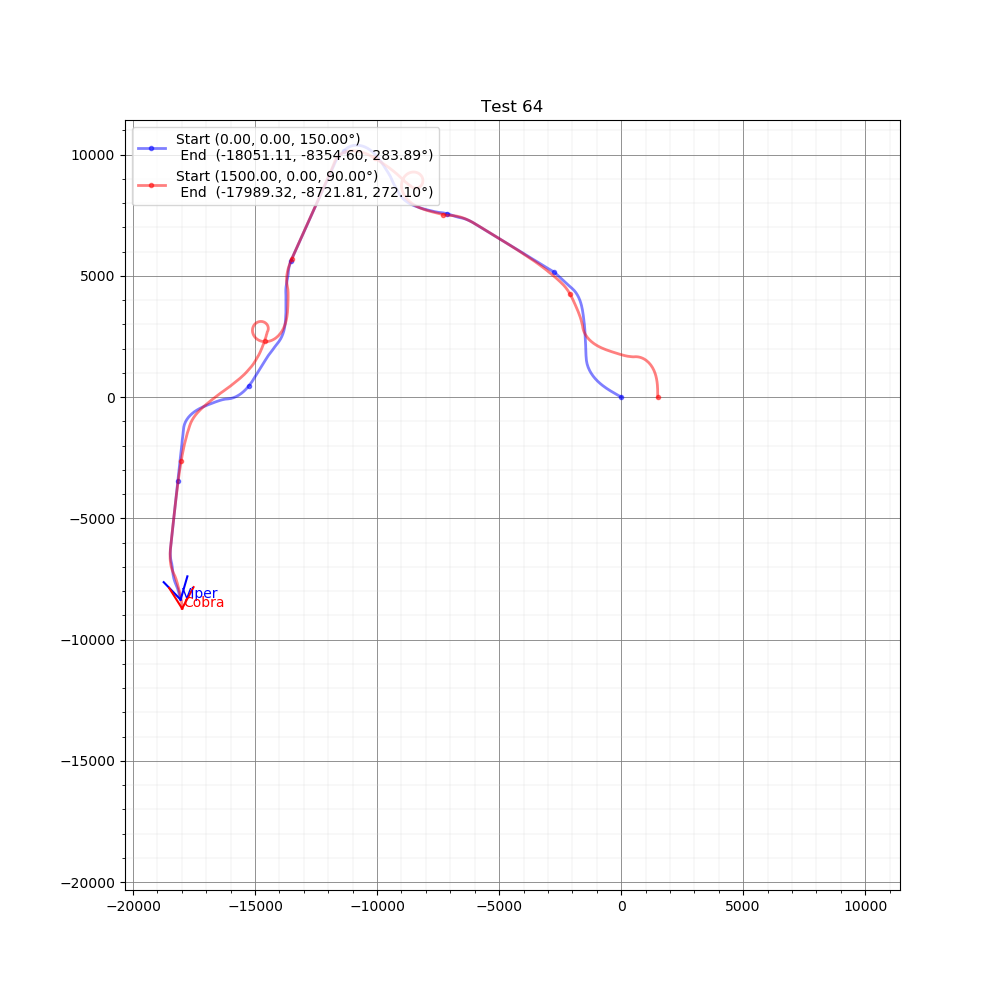 Test 64
Start (0.00, 0.00, 150.00°)
End  (-18051.11, -8354.60, 283.89°)
Start (1500.00, 0.00, 90.00°)
End  (-17989.32, -8721.81, 272.10°)
10000
5000
0
−5000
−10000
−15000
−20000
Viper
Cobra
−20000 −15000 −10000 −5000 0 5000 10000